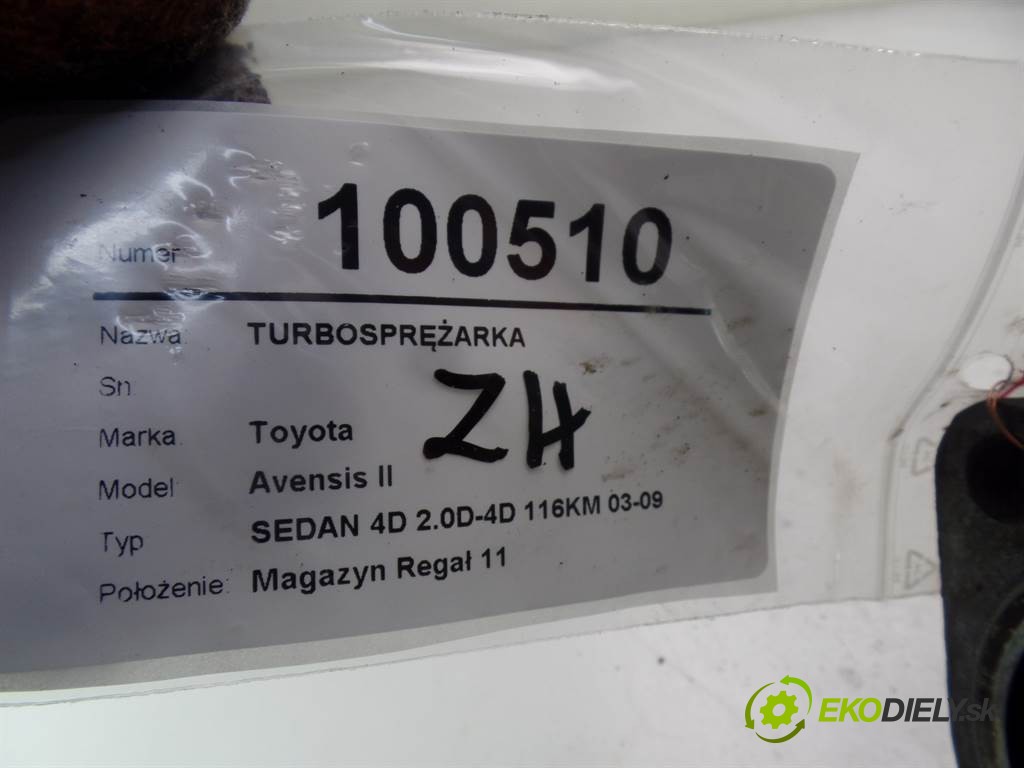 Numer: 100510
Nazwa: TURBOSPRĘŻARKA
Sn:
Marka: Toyota
ZH
Model: Avensis II
Typ SEDAN 4D 2.0D-4D 116KM 03-09
Położenie: Magazyn Regał 11
EKODIELY.sk